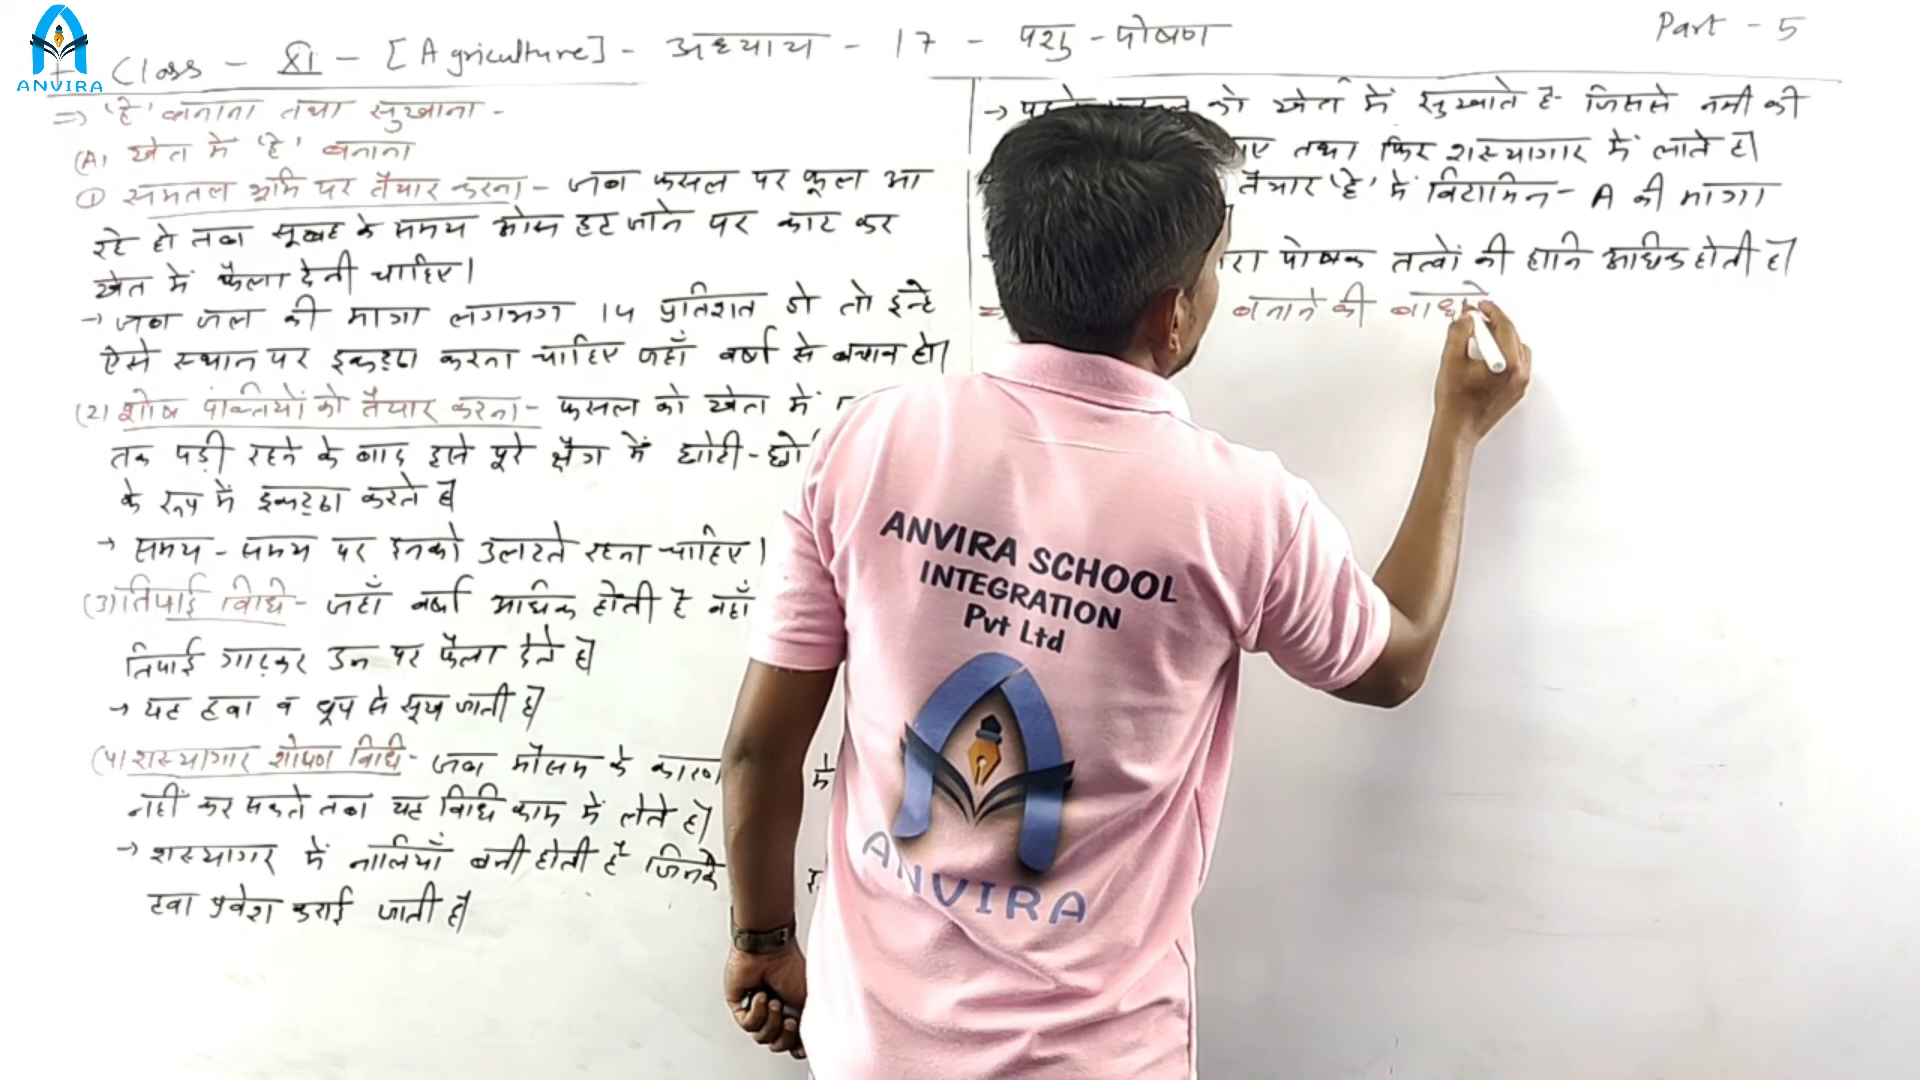 ANVIRA
Class - XI - [Agriculture] - अध्याय - 17 - पशु - पोषण
Part - 5
=> 'हे' बनाना तथा सुखाना -
(A) खेत में 'हे' बनाना
① समतल भूमि पर तैयार करना - जब फसल पर फूल आ
रहे हो तब सुबह के समय ओस हट जाने पर काट कर
खेत में फैला देनी चाहिए।
→ जब जल की मात्रा लगभग 14 प्रतिशत हो तो इन्हे
ऐसे स्थान पर इकट्ठा करना चाहिए जहाँ वर्षा से बचाव हो।
(2) शोष पंक्तियों को तैयार करना - फसल को खेत में
तक पड़ी रहने के बाद इसे पूरे क्षेत्र में छोटी - छो
के रूप में इकट्ठा करते है।
→ समय - समय पर इनको उलटते रहना चाहिए।
(3) तिपाई विधि - जहाँ वर्षा अधिक होती है वहाँ
तिपाई गाड़कर उन पर फैला देते है।
→ यह हवा व धूप से सूख जाती है।
(4) शस्यागार शोषण विधि - जब मौसम के कारण में
नहीं कर सकते तब यह विधि काम में लेते है।
→ शस्यागार में नालियाँ बनी होती है जिनके
हवा प्रवेश कराई जाती है।
→ को खेत में सुखाते है जिससे नमी की
तथा फिर शस्यागार में लाते है।
तैयार 'हे' में विटामिन - A की मात्रा
पोषक तत्वों की हानि अधिक होती है।
=> बनाने की
ANVIRA SCHOOL
INTEGRATION
Pvt Ltd
ANVIRA